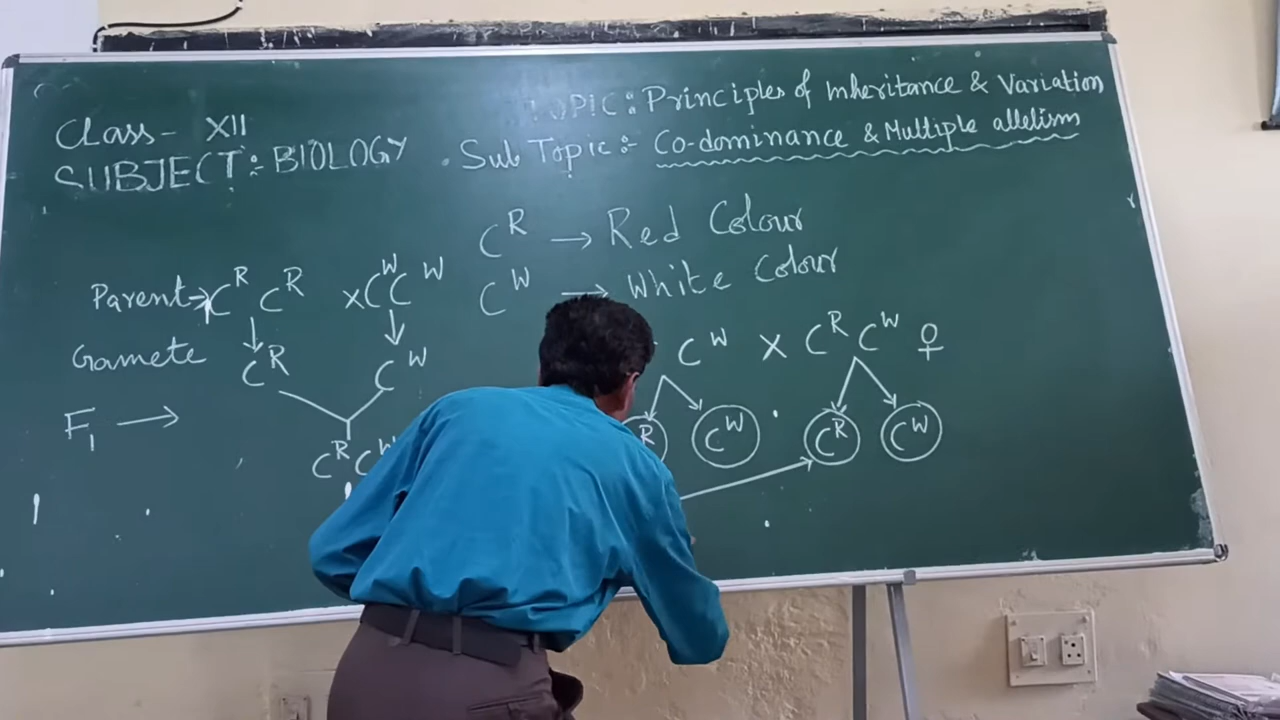 Class- XII
SUBJECT:- BIOLOGY
TOPIC: Principles of Inheritance & Variation
Sub Topic:- Co-dominance & Multiple allelism
C^R → Red Colour
C^W → White Colour
Parent→ C^R C^R × C^W C^W
Gamete C^R C^W
F₁ →
C^R C^W
C^W × C^R C^W ♀
R C^W C^R C^W